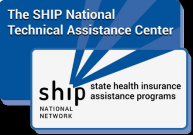 The SHIP National
Technical Assistance Center
ship
NATIONAL
NETWORK
state health insurance
assistance programs